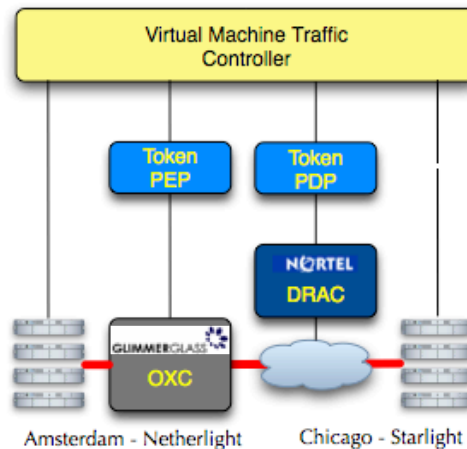 Virtual Machine Traffic
Controller
Token
PEP
Token
PDP
NORTEL
DRAC
GLIMMERGLASS
OXC
Amsterdam - Netherlight
Chicago - Starlight